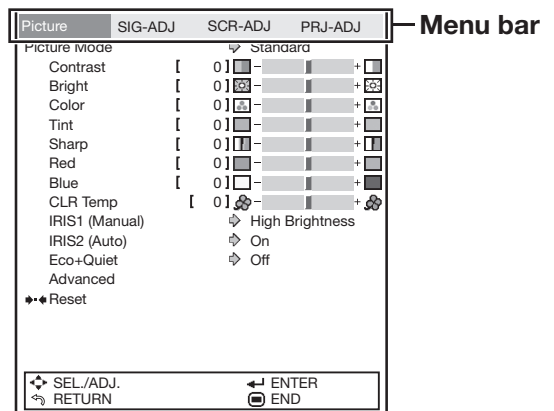 Picture SIG-ADJ SCR-ADJ PRJ-ADJ Menu bar
Picture Mode Standard
Contrast [ 0 ] - +
Bright [ 0 ] - +
Color [ 0 ] - +
Tint [ 0 ] - +
Sharp [ 0 ] - +
Red [ 0 ] - +
Blue [ 0 ] - +
CLR Temp [ 0 ] - +
IRIS1 (Manual) High Brightness
IRIS2 (Auto) On
Eco+Quiet Off
Advanced
Reset
SEL./ADJ. ENTER
RETURN END